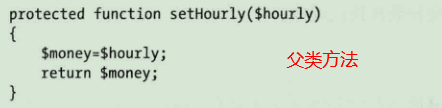 protected function setHourly($hourly)
{
    $money=$hourly;
    return $money;
}
父类方法